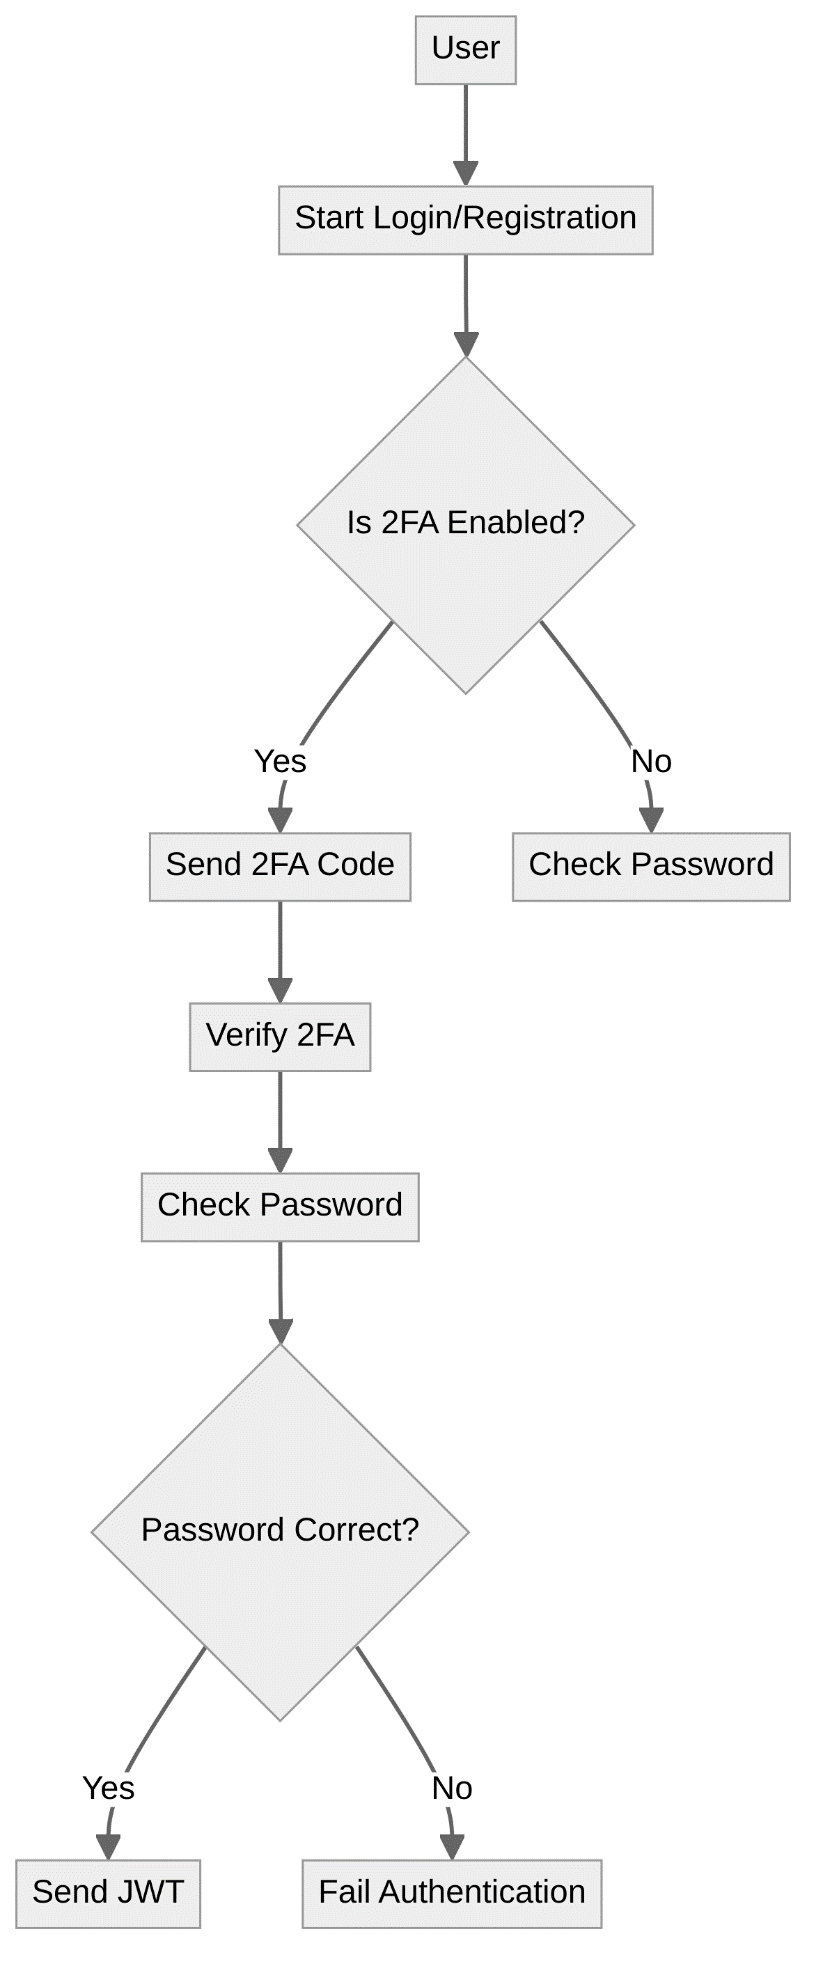 User
Start Login/Registration
Is 2FA Enabled?
Yes
No
Send 2FA Code
Check Password
Verify 2FA
Check Password
Password Correct?
Yes
No
Send JWT
Fail Authentication